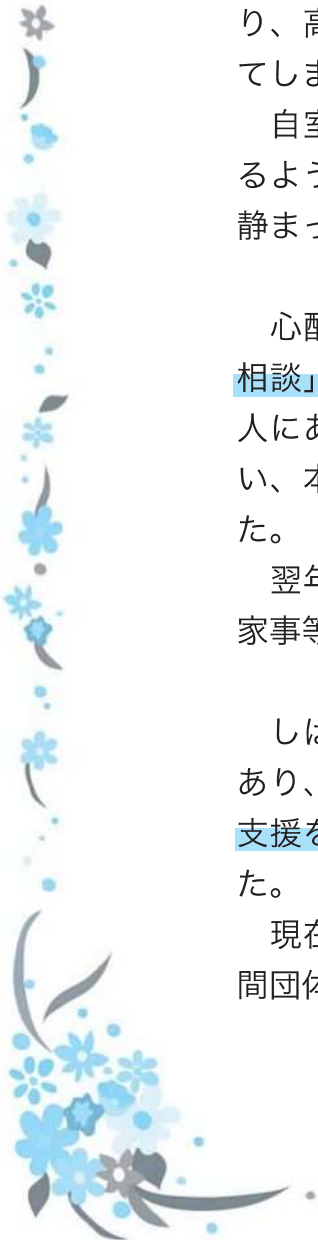 り、高
てしま
自室
るよう
静まっ
心配
相談」
人にあ
い、本
た。
翌年
家事等
しば
あり、
支援を
た。
現在
間団体